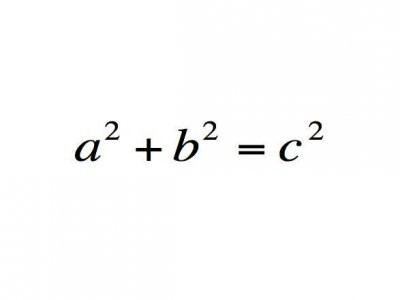 a² + b² = c²